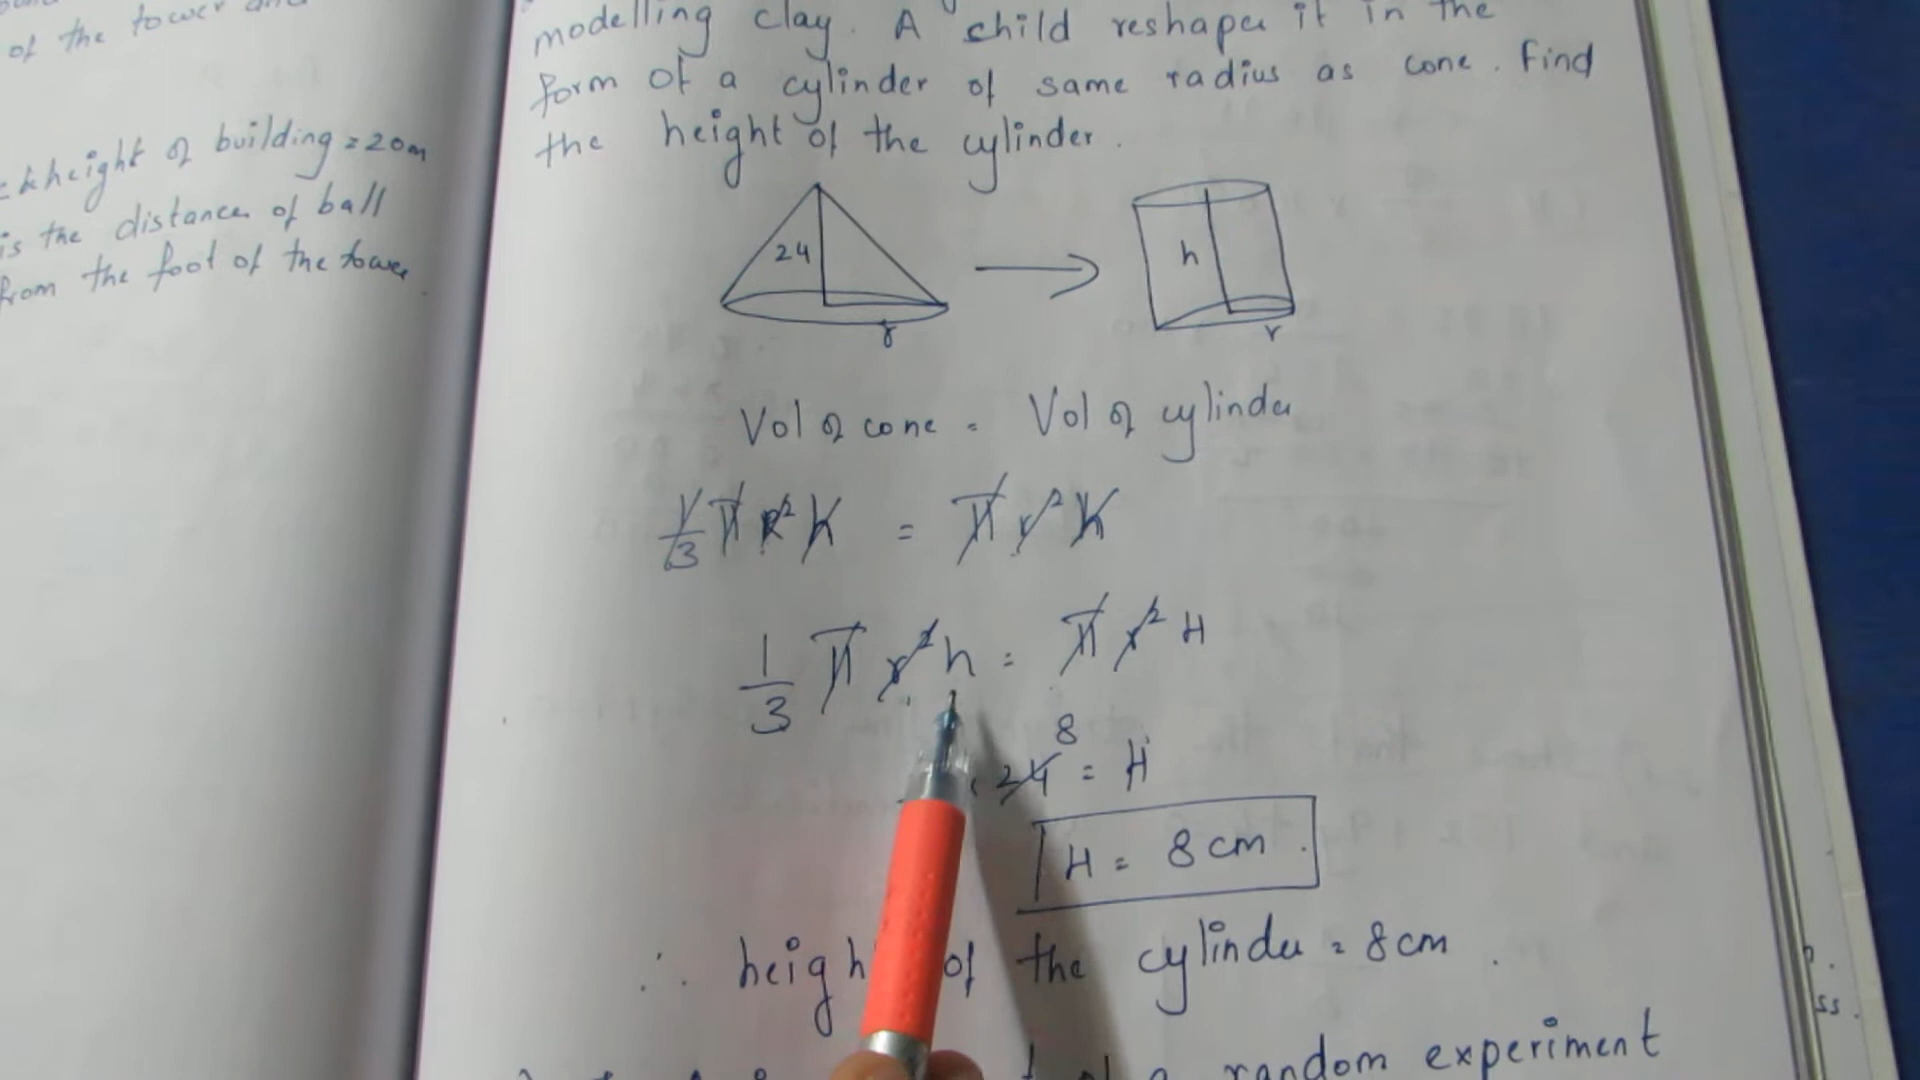 of the tower and
height of building = 20m
is the distance of ball
from the foot of the tower
modelling clay. A child reshapes it in the
form of a cylinder of same radius as cone. Find
the height of the cylinder.
24
r
h
r
Vol of cone = Vol of cylinder
1/3 π r² h = π r² h
1/3 π r² h = π r² H
24 8 = H
H = 8 cm.
∴ height of the cylinder = 8 cm.
random experiment